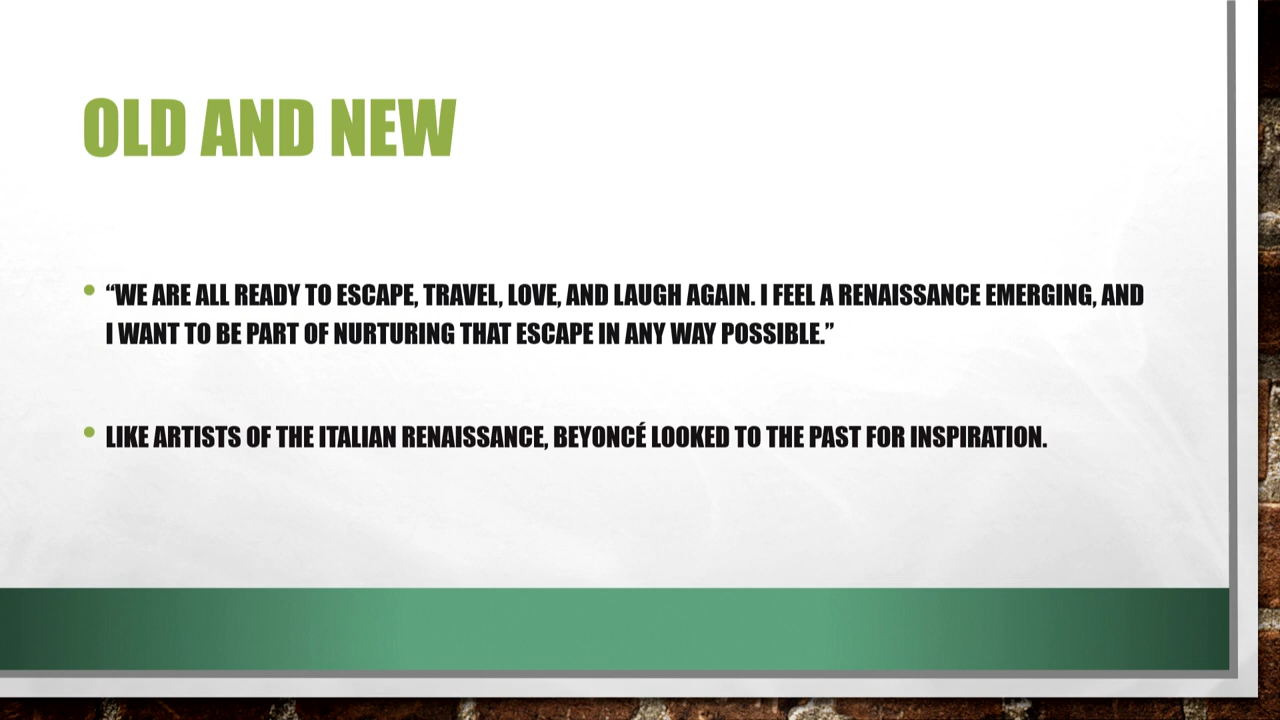 OLD AND NEW
• “WE ARE ALL READY TO ESCAPE, TRAVEL, LOVE, AND LAUGH AGAIN. I FEEL A RENAISSANCE EMERGING, AND
I WANT TO BE PART OF NURTURING THAT ESCAPE IN ANY WAY POSSIBLE.”
• LIKE ARTISTS OF THE ITALIAN RENAISSANCE, BEYONCÉ LOOKED TO THE PAST FOR INSPIRATION.